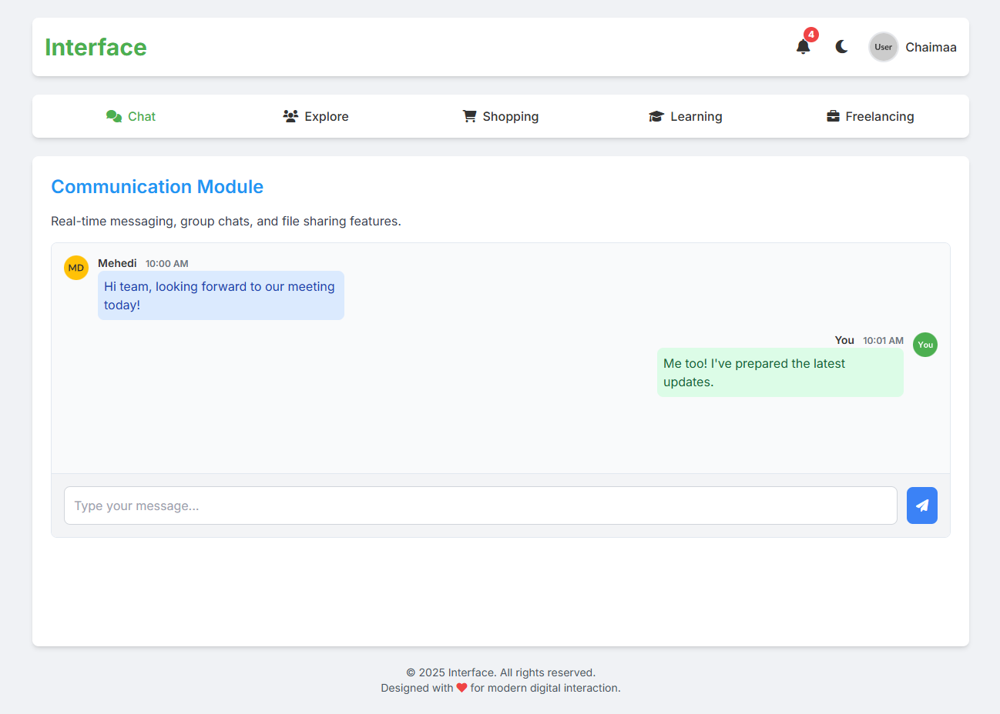 Interface
4
User
Chaimaa
Chat
Explore
Shopping
Learning
Freelancing
Communication Module
Real-time messaging, group chats, and file sharing features.
MD
Mehedi 10:00 AM
Hi team, looking forward to our meeting
today!
You 10:01 AM
You
Me too! I've prepared the latest
updates.
Type your message...
© 2025 Interface. All rights reserved.
Designed with ❤ for modern digital interaction.